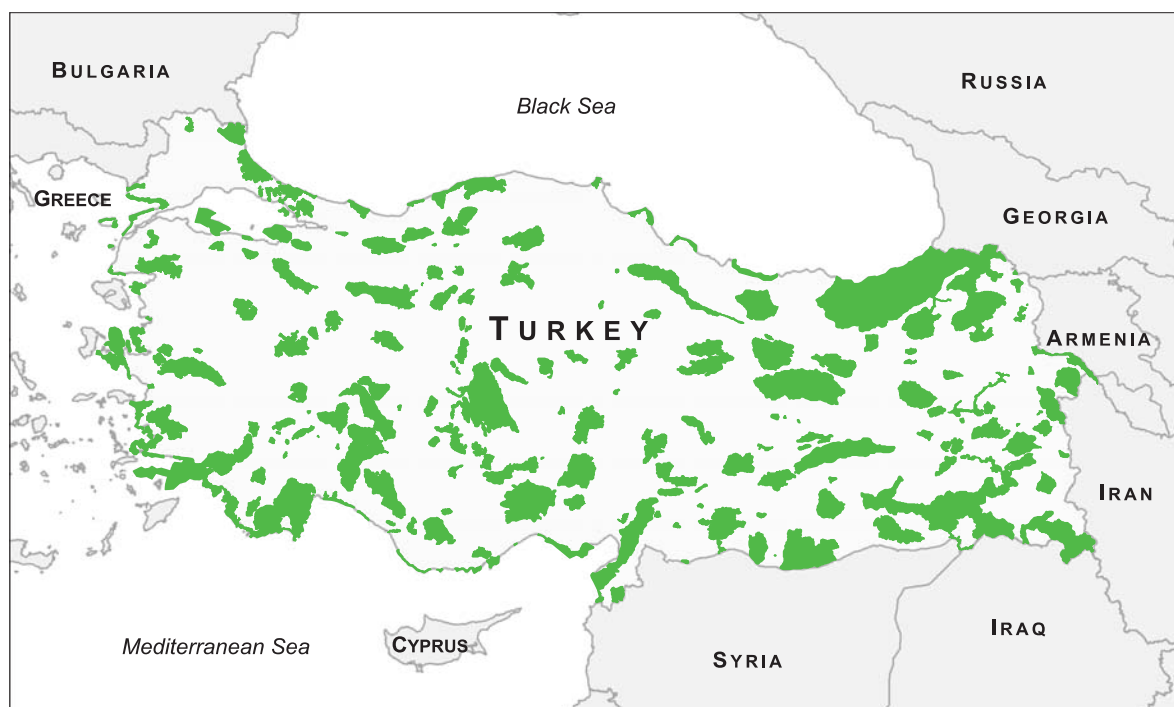 BULGARIA
RUSSIA
Black Sea
GREECE
GEORGIA
TURKEY
ARMENIA
IRAN
IRAQ
Mediterranean Sea
CYPRUS
SYRIA